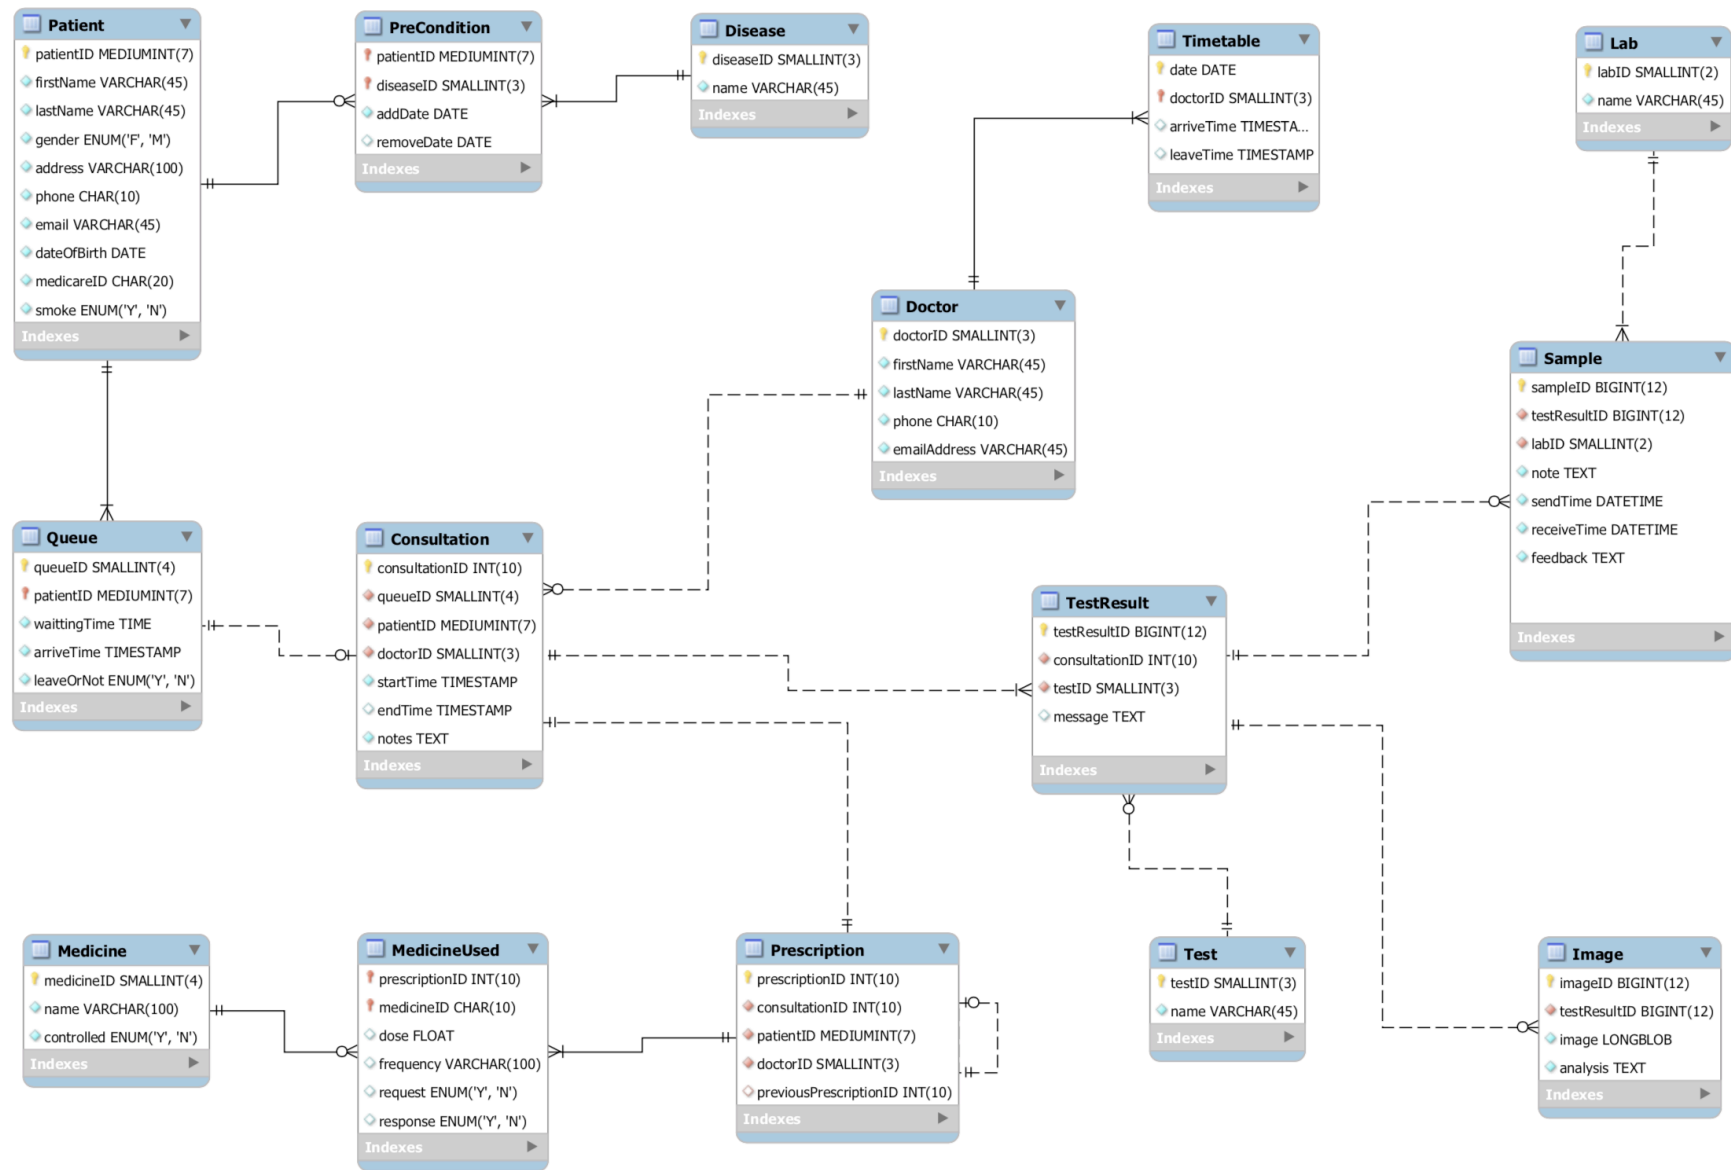 Patient
patientID MEDIUMINT(7)
firstName VARCHAR(45)
lastName VARCHAR(45)
gender ENUM('F', 'M')
address VARCHAR(100)
phone CHAR(10)
email VARCHAR(45)
dateOfBirth DATE
medicareID CHAR(20)
smoke ENUM('Y', 'N')
Indexes
PreCondition
patientID MEDIUMINT(7)
diseaseID SMALLINT(3)
addDate DATE
removeDate DATE
Indexes
Disease
diseaseID SMALLINT(3)
name VARCHAR(45)
Indexes
Timetable
date DATE
doctorID SMALLINT(3)
arriveTime TIMESTA...
leaveTime TIMESTAMP
Indexes
Lab
labID SMALLINT(2)
name VARCHAR(45)
Indexes
Doctor
doctorID SMALLINT(3)
firstName VARCHAR(45)
lastName VARCHAR(45)
phone CHAR(10)
emailAddress VARCHAR(45)
Indexes
Sample
sampleID BIGINT(12)
testResultID BIGINT(12)
labID SMALLINT(2)
note TEXT
sendTime DATETIME
receiveTime DATETIME
feedback TEXT
Indexes
Queue
queueID SMALLINT(4)
patientID MEDIUMINT(7)
waittingTime TIME
arriveTime TIMESTAMP
leaveOrNot ENUM('Y', 'N')
Indexes
Consultation
consultationID INT(10)
queueID SMALLINT(4)
patientID MEDIUMINT(7)
doctorID SMALLINT(3)
startTime TIMESTAMP
endTime TIMESTAMP
notes TEXT
Indexes
TestResult
testResultID BIGINT(12)
consultationID INT(10)
testID SMALLINT(3)
message TEXT
Indexes
Medicine
medicineID SMALLINT(4)
name VARCHAR(100)
controlled ENUM('Y', 'N')
Indexes
MedicineUsed
prescriptionID INT(10)
medicineID CHAR(10)
dose FLOAT
frequency VARCHAR(100)
request ENUM('Y', 'N')
response ENUM('Y', 'N')
Indexes
Prescription
prescriptionID INT(10)
consultationID INT(10)
patientID MEDIUMINT(7)
doctorID SMALLINT(3)
previousPrescriptionID INT(10)
Indexes
Test
testID SMALLINT(3)
name VARCHAR(45)
Indexes
Image
imageID BIGINT(12)
testResultID BIGINT(12)
image LONGBLOB
analysis TEXT
Indexes